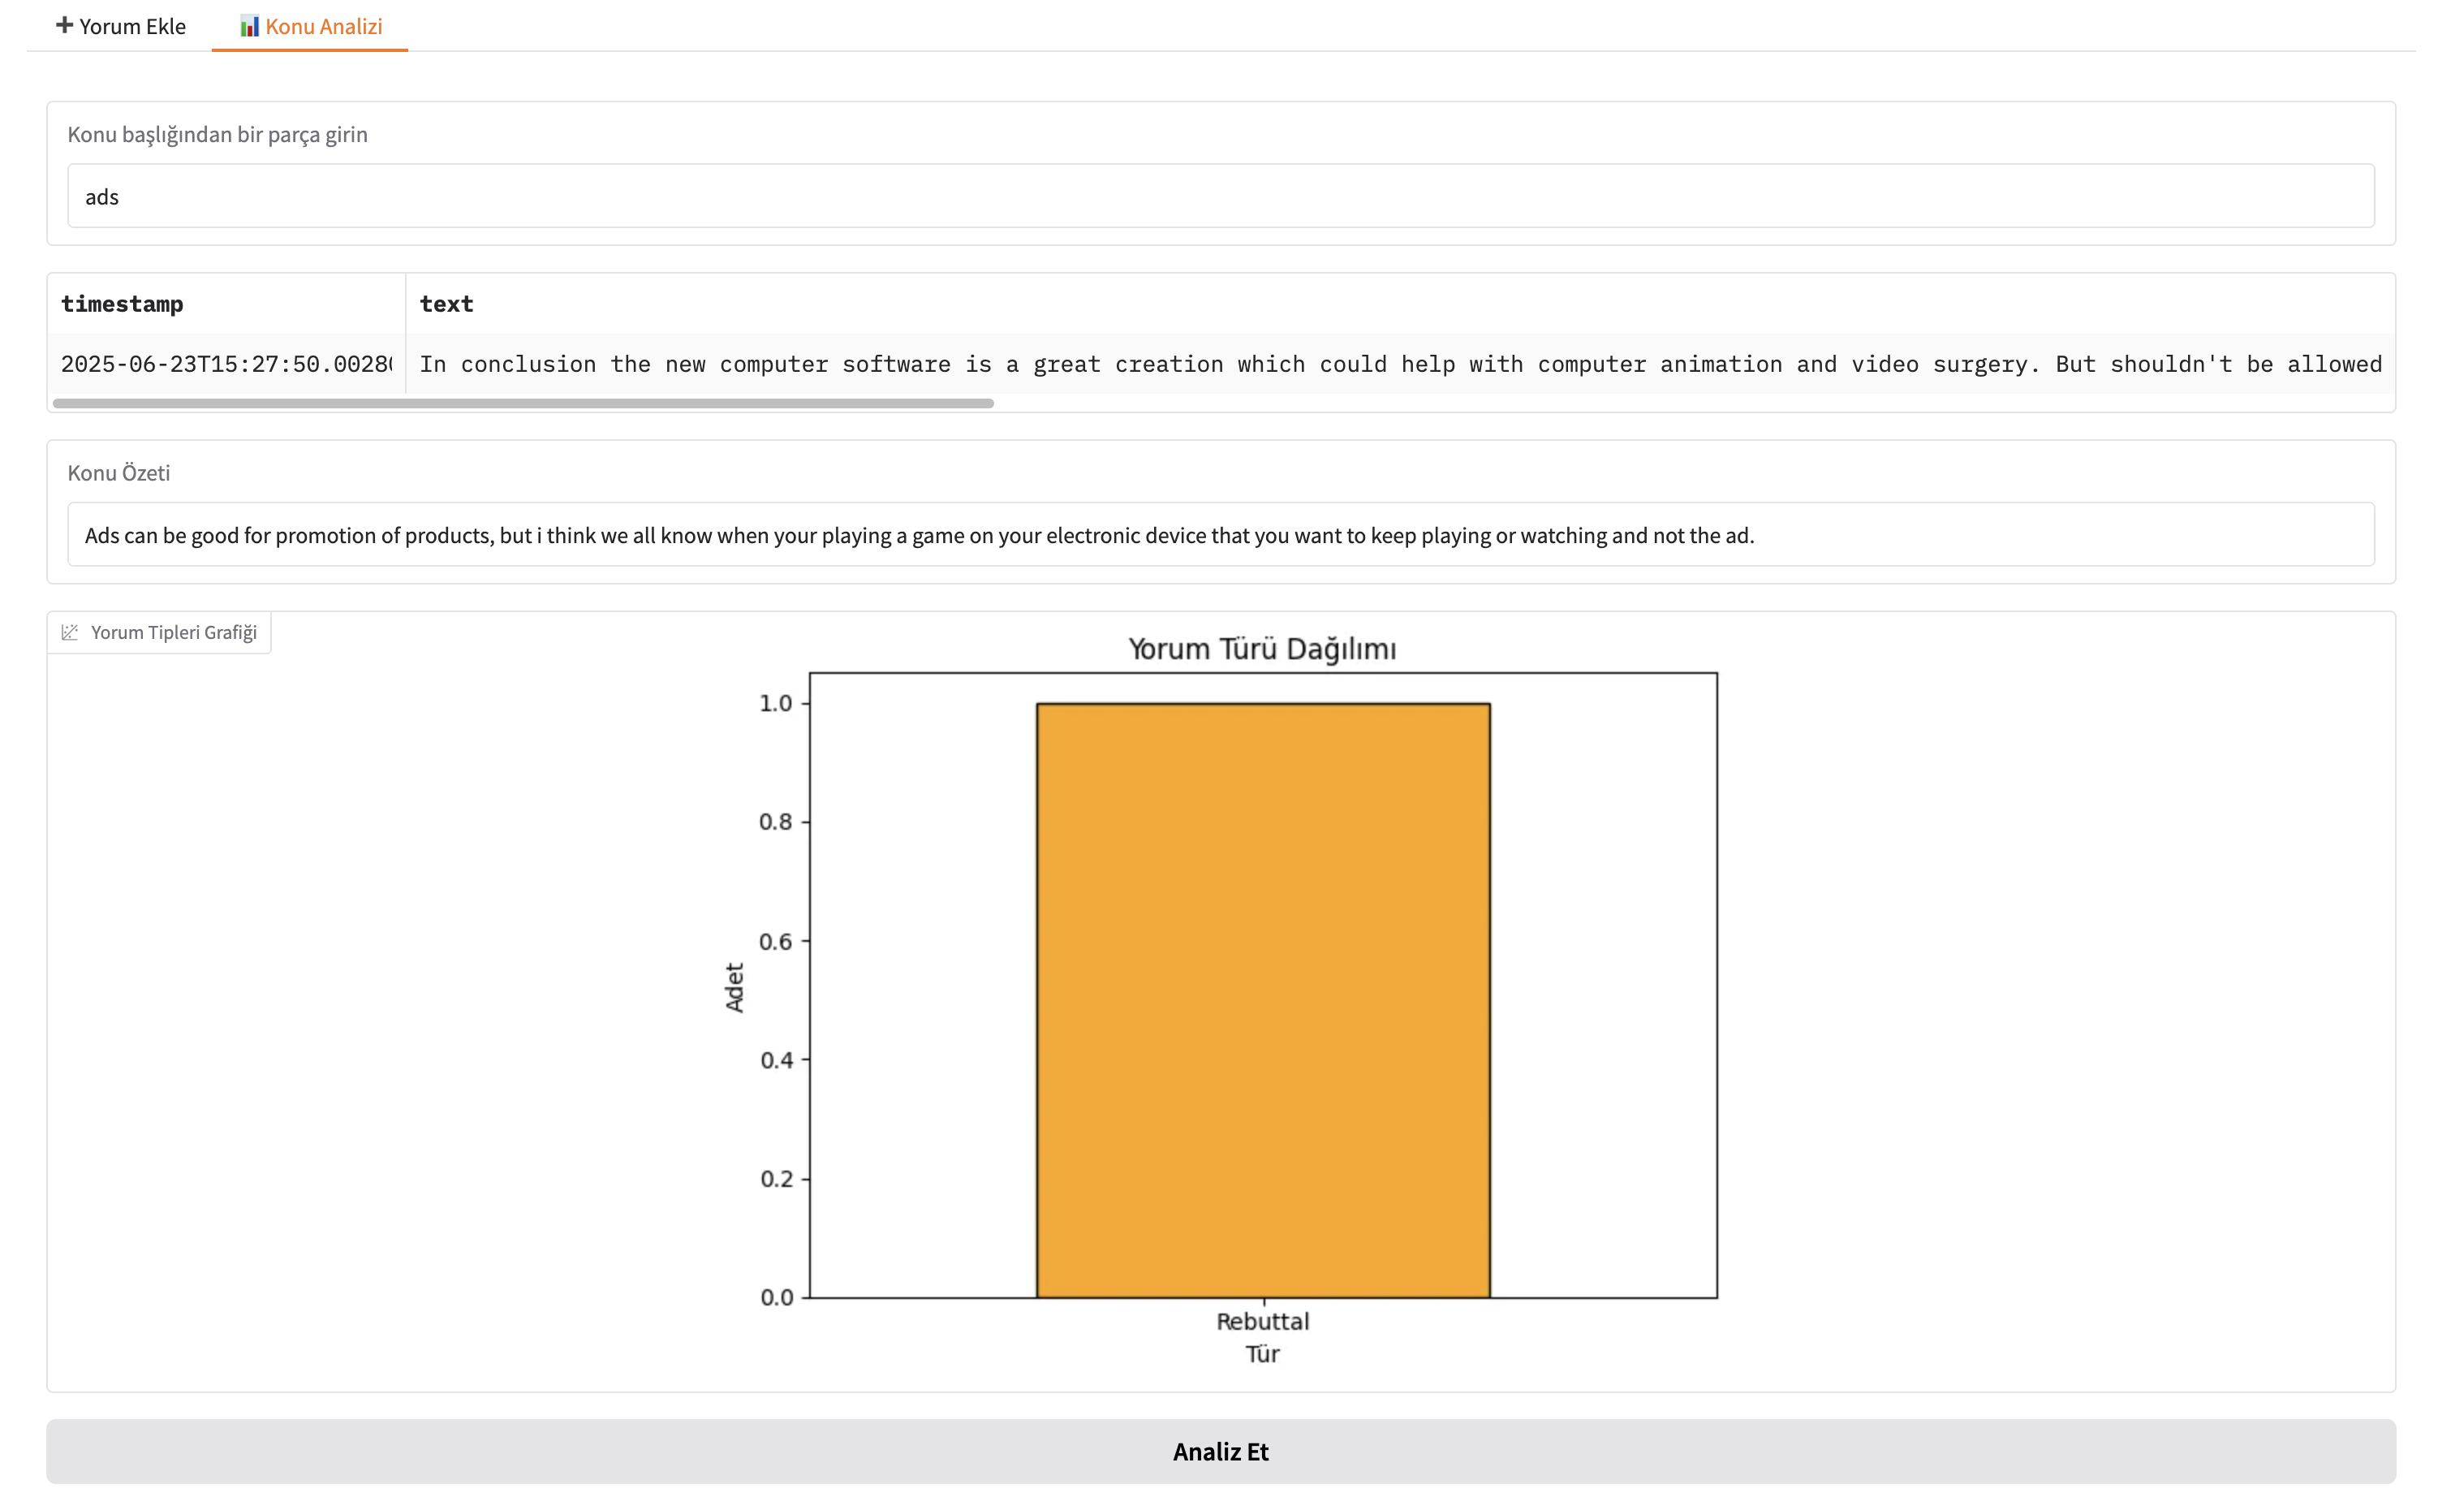 Yorum Ekle
Konu Analizi
Konu başlığından bir parça girin
ads
timestamp text
2025-06-23T15:27:50.0028 In conclusion the new computer software is a great creation which could help with computer animation and video surgery. But shouldn't be allowed
Konu Özeti
Ads can be good for promotion of products, but i think we all know when your playing a game on your electronic device that you want to keep playing or watching and not the ad.
Yorum Tipleri Grafiği
Yorum Türü Dağılımı
1.0
0.8
0.6
0.4
0.2
0.0
Adet
Rebuttal
Tür
Analiz Et